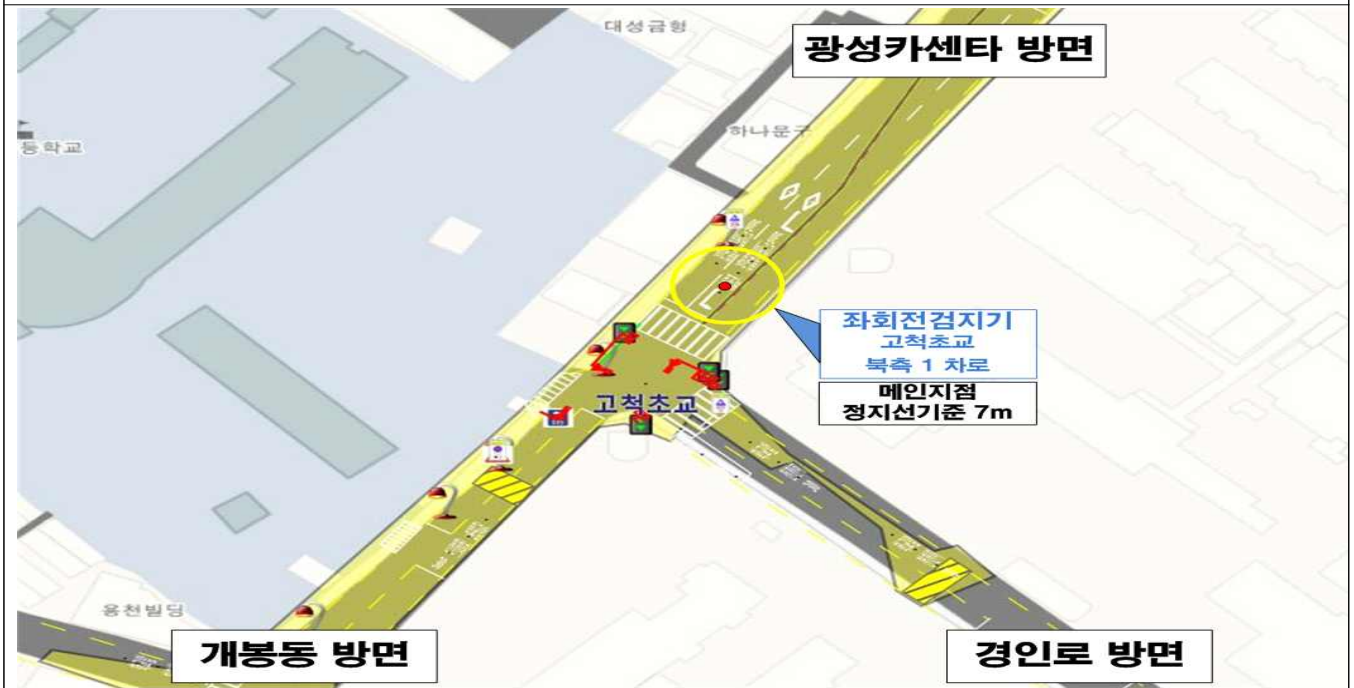 대성금형
광성카센타 방면
하나문구
등학교
좌회전검지기
고척초교
북측 1 차로
메인지점
정지선기준 7m
고척초교
용천빌딩
개봉동 방면
경인로 방면